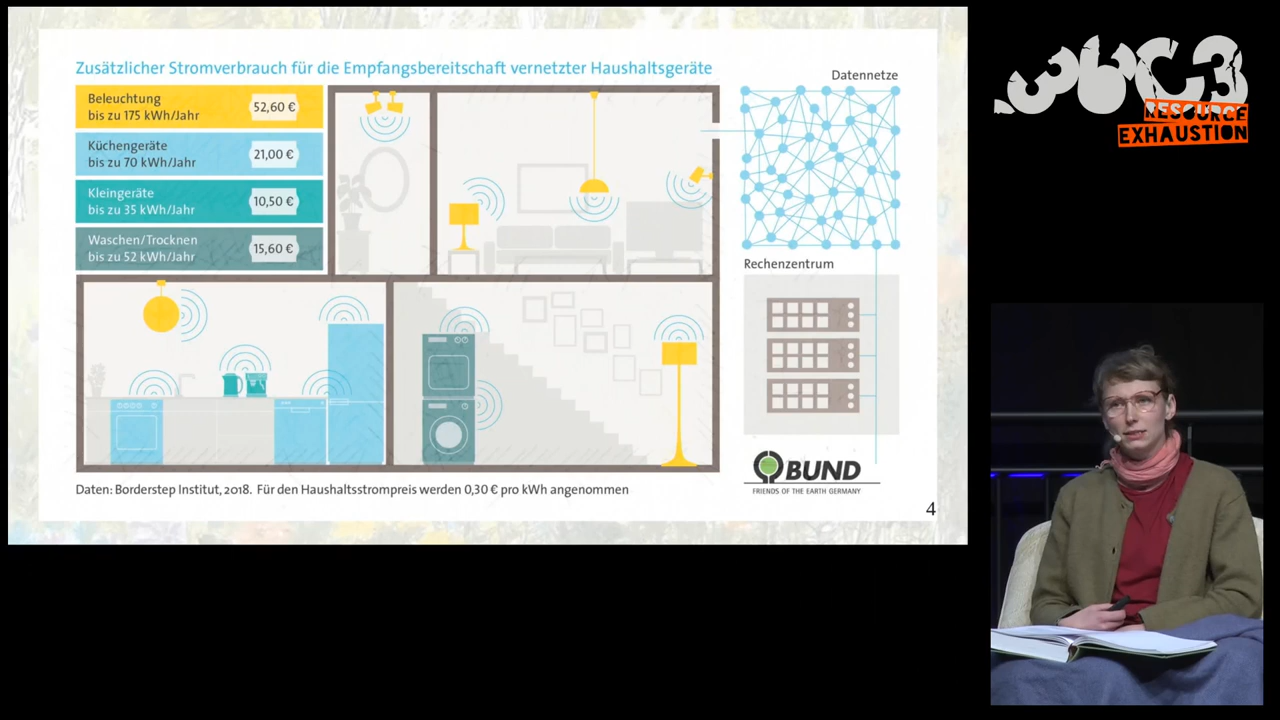 Zusätzlicher Stromverbrauch für die Empfangsbereitschaft vernetzter Haushaltsgeräte
Beleuchtung
bis zu 175 kWh/Jahr
52,60 €
Küchengeräte
bis zu 70 kWh/Jahr
21,00 €
Kleingeräte
bis zu 35 kWh/Jahr
10,50 €
Waschen/Trocknen
bis zu 52 kWh/Jahr
15,60 €
Datennetze
Rechenzentrum
BUND
FRIENDS OF THE EARTH GERMANY
Daten: Borderstep Institut, 2018. Für den Haushaltsstrompreis werden 0,30 € pro kWh angenommen
4
36C3
RESOURCE
EXHAUSTION